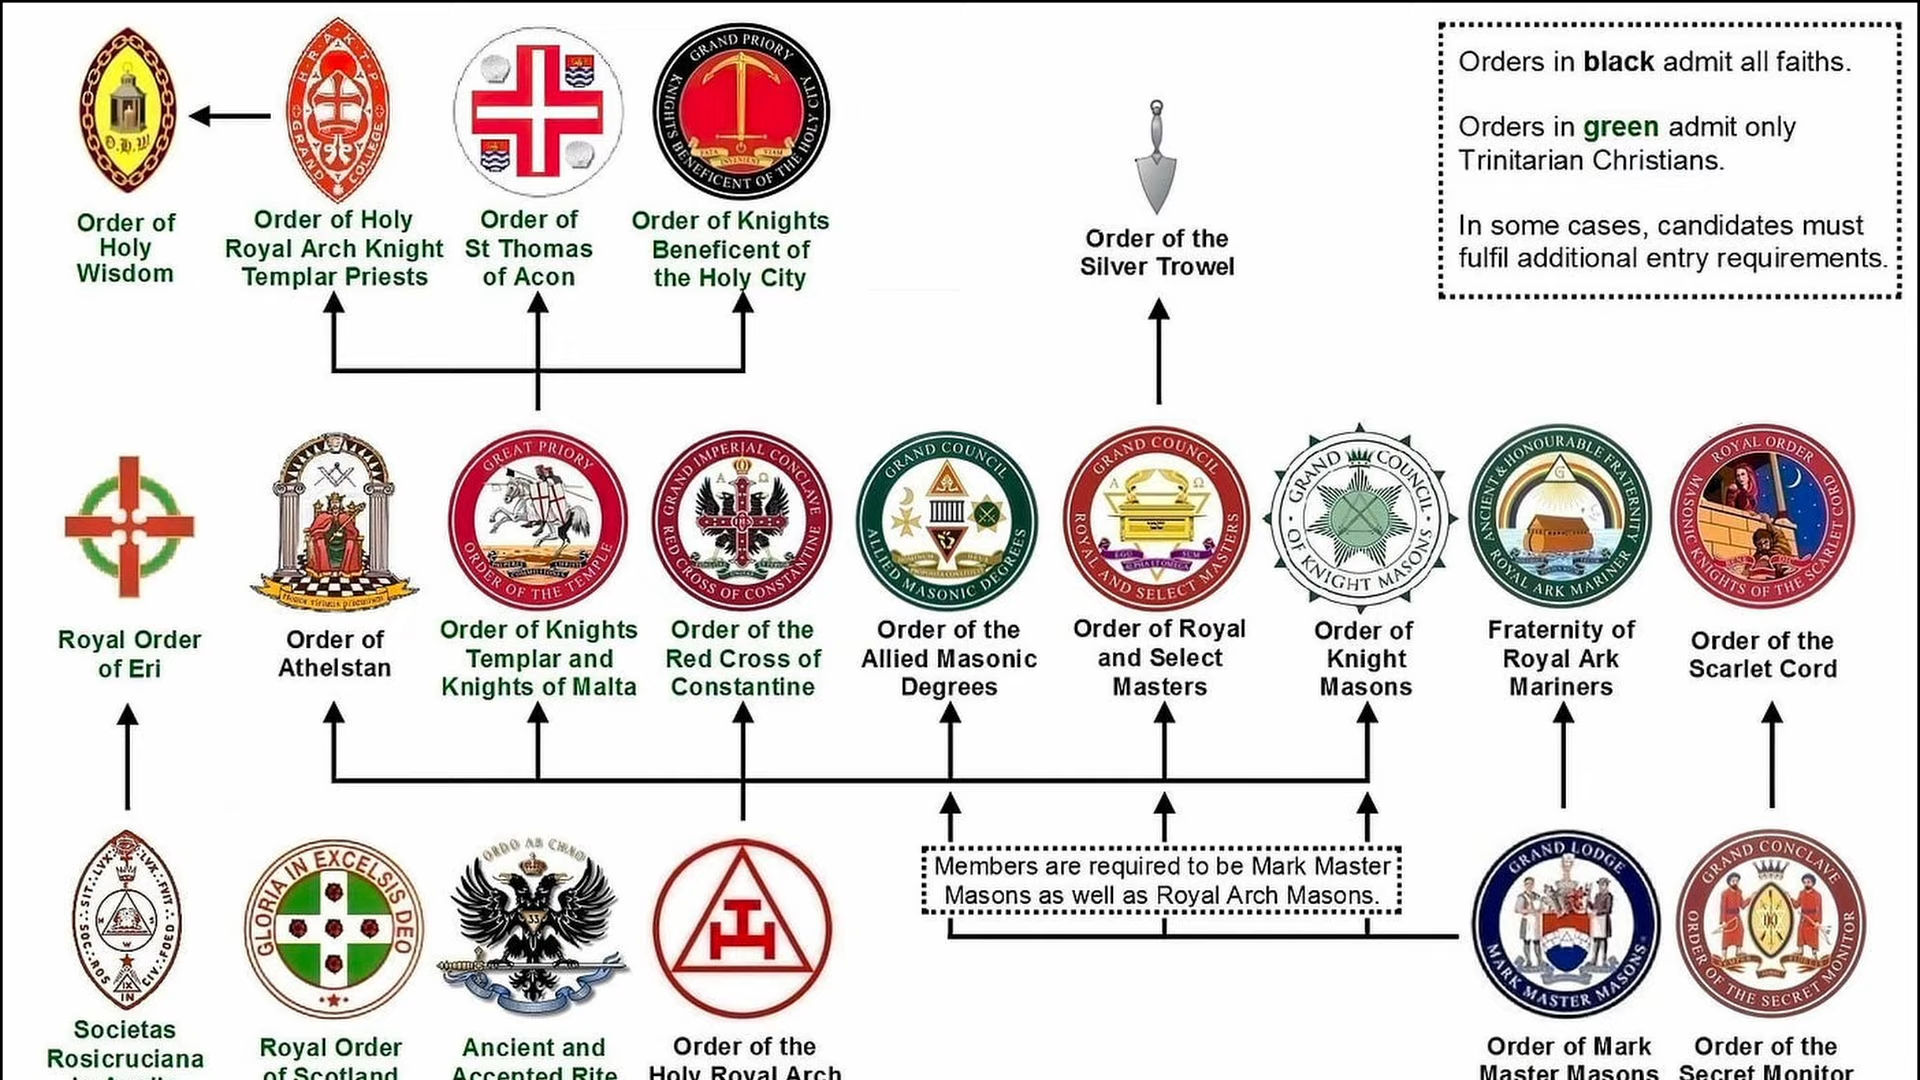 Orders in black admit all faiths.
Orders in green admit only
Trinitarian Christians.
In some cases, candidates must
fulfil additional entry requirements.
O.H.W
H·R·A·K·T·P
GRAND COLLEGE
GRAND PRIORY
KNIGHTS BENEFICENT OF THE HOLY CITY
Order of
Holy
Wisdom
Order of Holy
Royal Arch Knight
Templar Priests
Order of
St Thomas
of Acon
Order of Knights
Beneficent of
the Holy City
Order of the
Silver Trowel
GREAT PRIORY
ORDER OF THE TEMPLE
GRAND IMPERIAL CONCLAVE
RED CROSS OF CONSTANTINE
GRAND COUNCIL
ALLIED MASONIC DEGREES
GRAND COUNCIL
ROYAL AND SELECT MASTERS
GRAND COUNCIL
OF KNIGHT MASONS
ANCIENT & HONOURABLE FRATERNITY
ROYAL ARK MARINER
ROYAL ORDER
MASONIC KNIGHTS OF THE SCARLET CORD
Royal Order
of Eri
Order of
Athelstan
Order of Knights
Templar and
Knights of Malta
Order of the
Red Cross of
Constantine
Order of the
Allied Masonic
Degrees
Order of Royal
and Select
Masters
Order of
Knight
Masons
Fraternity of
Royal Ark
Mariners
Order of the
Scarlet Cord
Members are required to be Mark Master
Masons as well as Royal Arch Masons.
GLORIA IN EXCELSIS DEO
ORDO AB CHAO
33
GRAND LODGE
MARK MASTER MASONS
GRAND CONCLAVE
ORDER OF THE SECRET MONITOR
Societas
Rosicruciana
Royal Order
of Scotland
Ancient and
Accepted Rite
Order of the
Holy Royal Arch
Order of Mark
Master Masons
Order of the
Secret Monitor